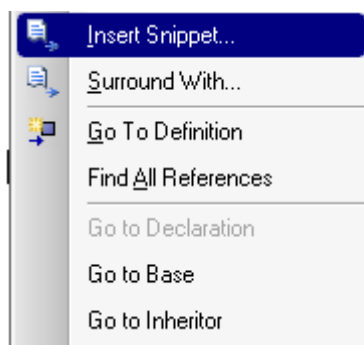 Insert Snippet...
Surround With...
Go To Definition
Find All References
Go to Declaration
Go to Base
Go to Inheritor